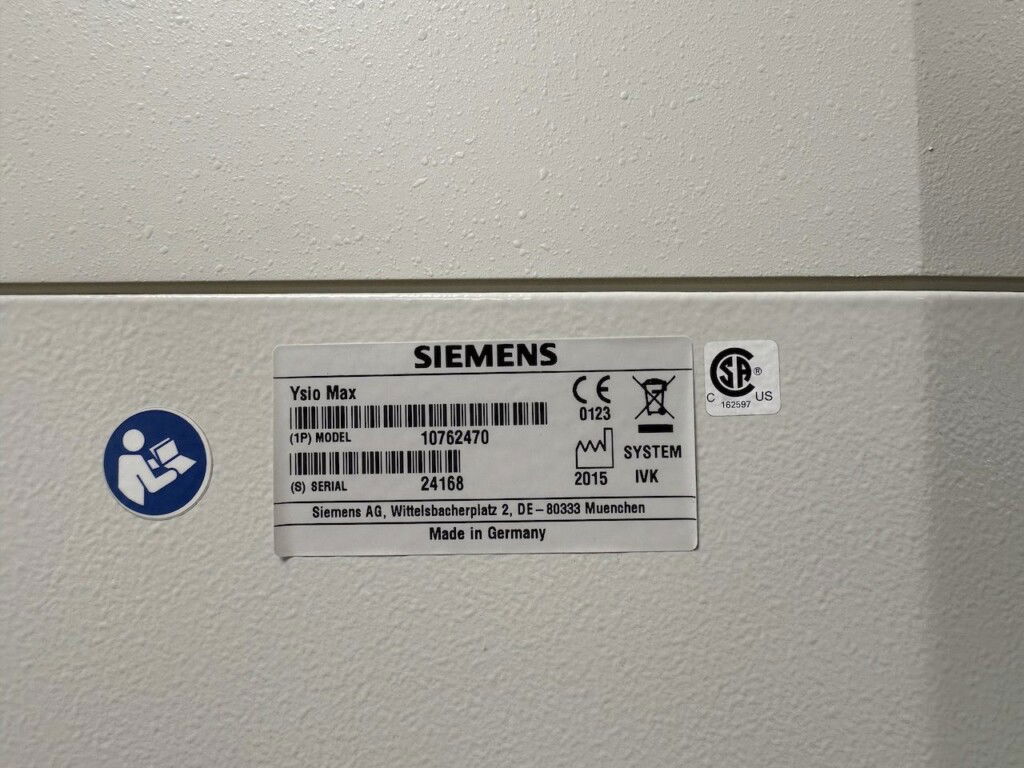 SIEMENS
Ysio Max
(1P) MODEL 10762470
(S) SERIAL 24168
CE
0123
2015
SYSTEM
IVK
Siemens AG, Wittelsbacherplatz 2, DE-80333 Muenchen
Made in Germany
CSA ®
C 162597 US